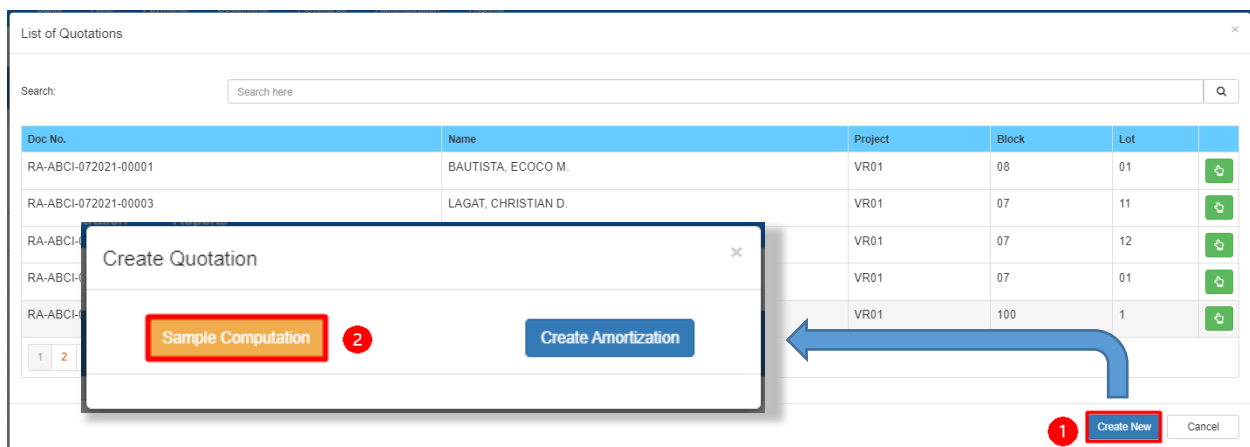 List of Quotations ×
Search: Search here
Doc No. Name Project Block Lot
RA-ABCI-072021-00001 BAUTISTA, ECOCO M. VR01 08 01
RA-ABCI-072021-00003 LAGAT, CHRISTIAN D. VR01 07 11
RA-ABCI-0 VR01 07 12
RA-ABCI-0 VR01 07 01
RA-ABCI-0 VR01 100 1
1 2
Create Quotation ×
Sample Computation 2 Create Amortization
1 Create New Cancel